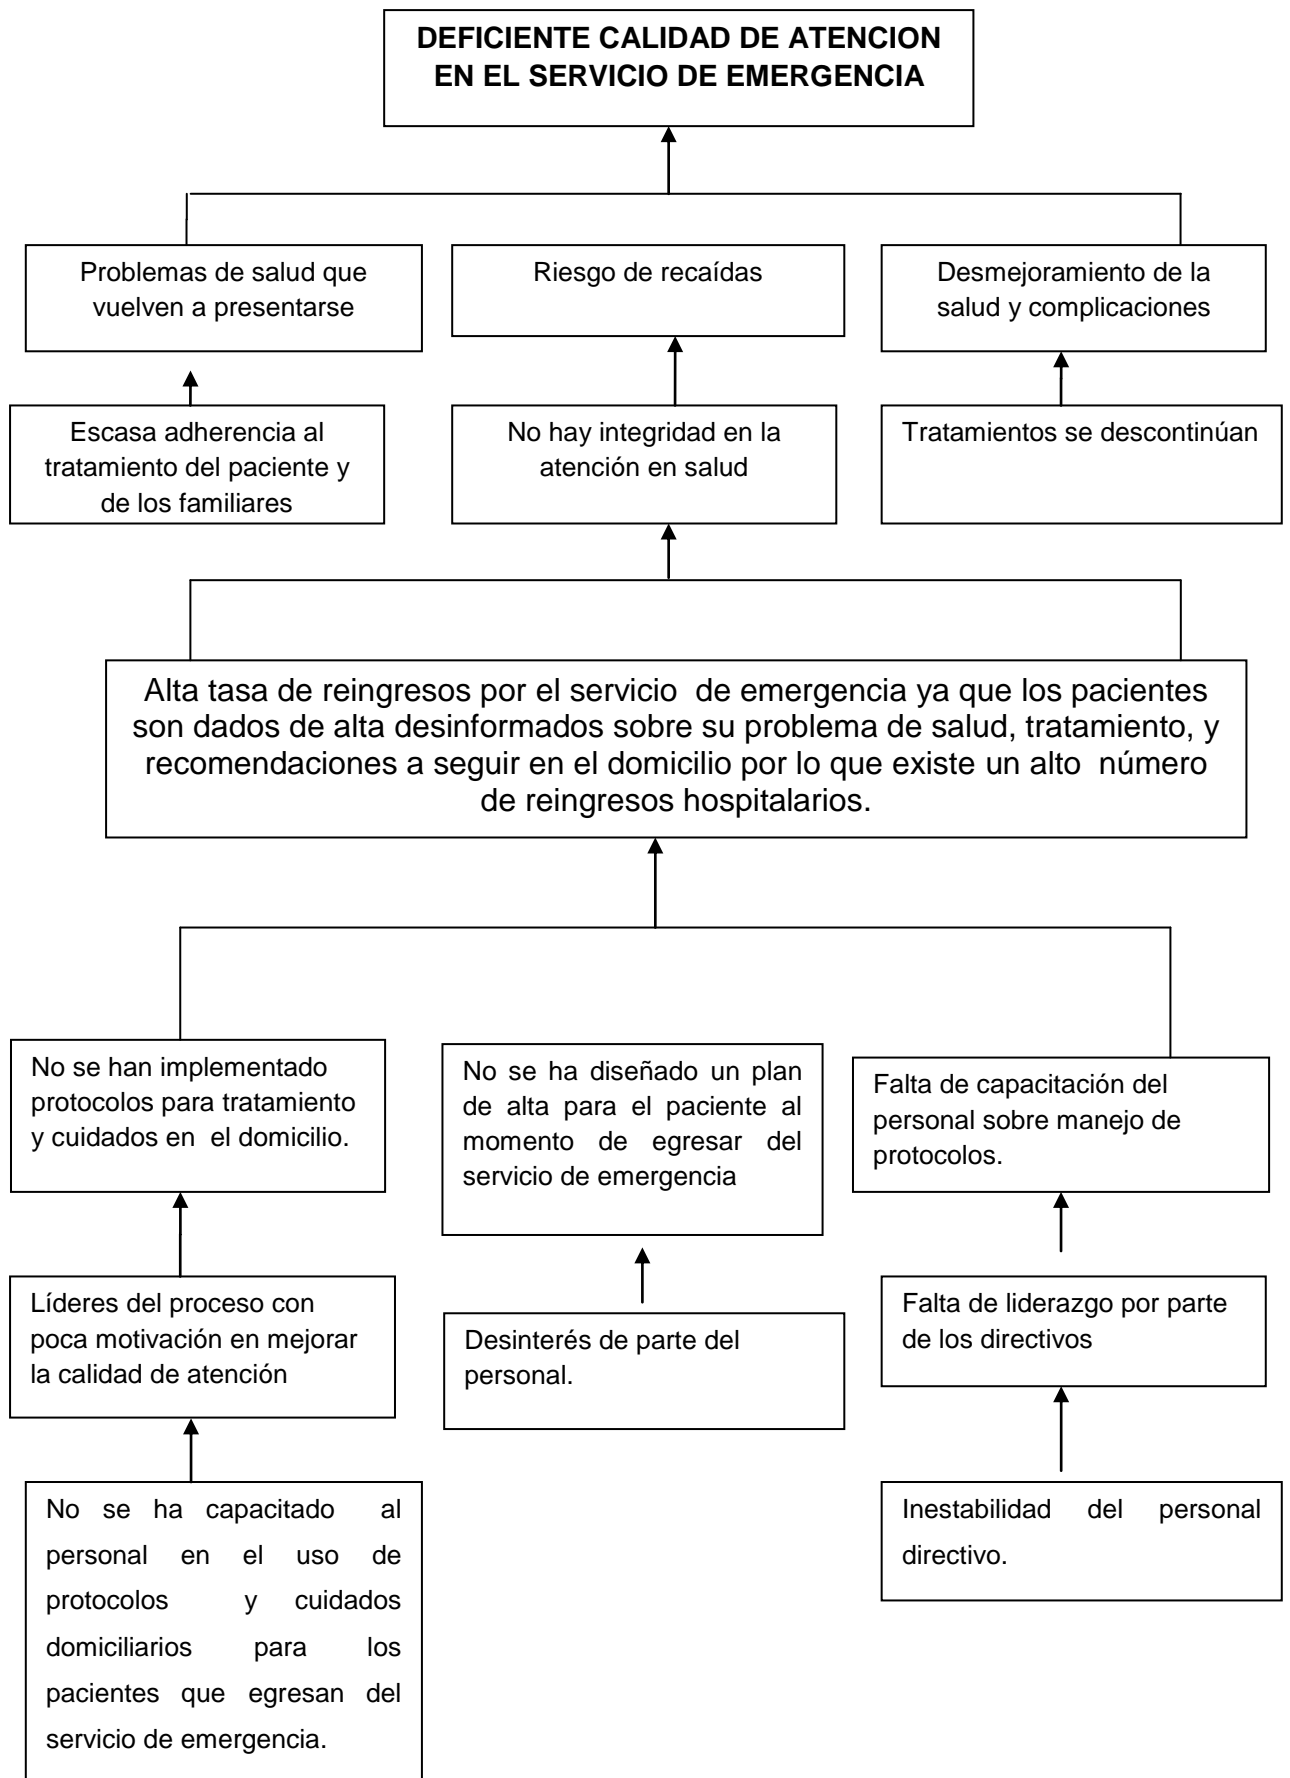 DEFICIENTE CALIDAD DE ATENCION
EN EL SERVICIO DE EMERGENCIA
Problemas de salud que
vuelven a presentarse
Riesgo de recaídas
Desmejoramiento de la
salud y complicaciones
Escasa adherencia al
tratamiento del paciente y
de los familiares
No hay integridad en la
atención en salud
Tratamientos se descontinúan
Alta tasa de reingresos por el servicio de emergencia ya que los pacientes
son dados de alta desinformados sobre su problema de salud, tratamiento, y
recomendaciones a seguir en el domicilio por lo que existe un alto número
de reingresos hospitalarios.
No se han implementado
protocolos para tratamiento
y cuidados en el domicilio.
No se ha diseñado un plan
de alta para el paciente al
momento de egresar del
servicio de emergencia
Falta de capacitación del
personal sobre manejo de
protocolos.
Líderes del proceso con
poca motivación en mejorar
la calidad de atención
Desinterés de parte del
personal.
Falta de liderazgo por parte
de los directivos
No se ha capacitado al
personal en el uso de
protocolos y cuidados
domiciliarios para los
pacientes que egresan del
servicio de emergencia.
Inestabilidad del personal
directivo.